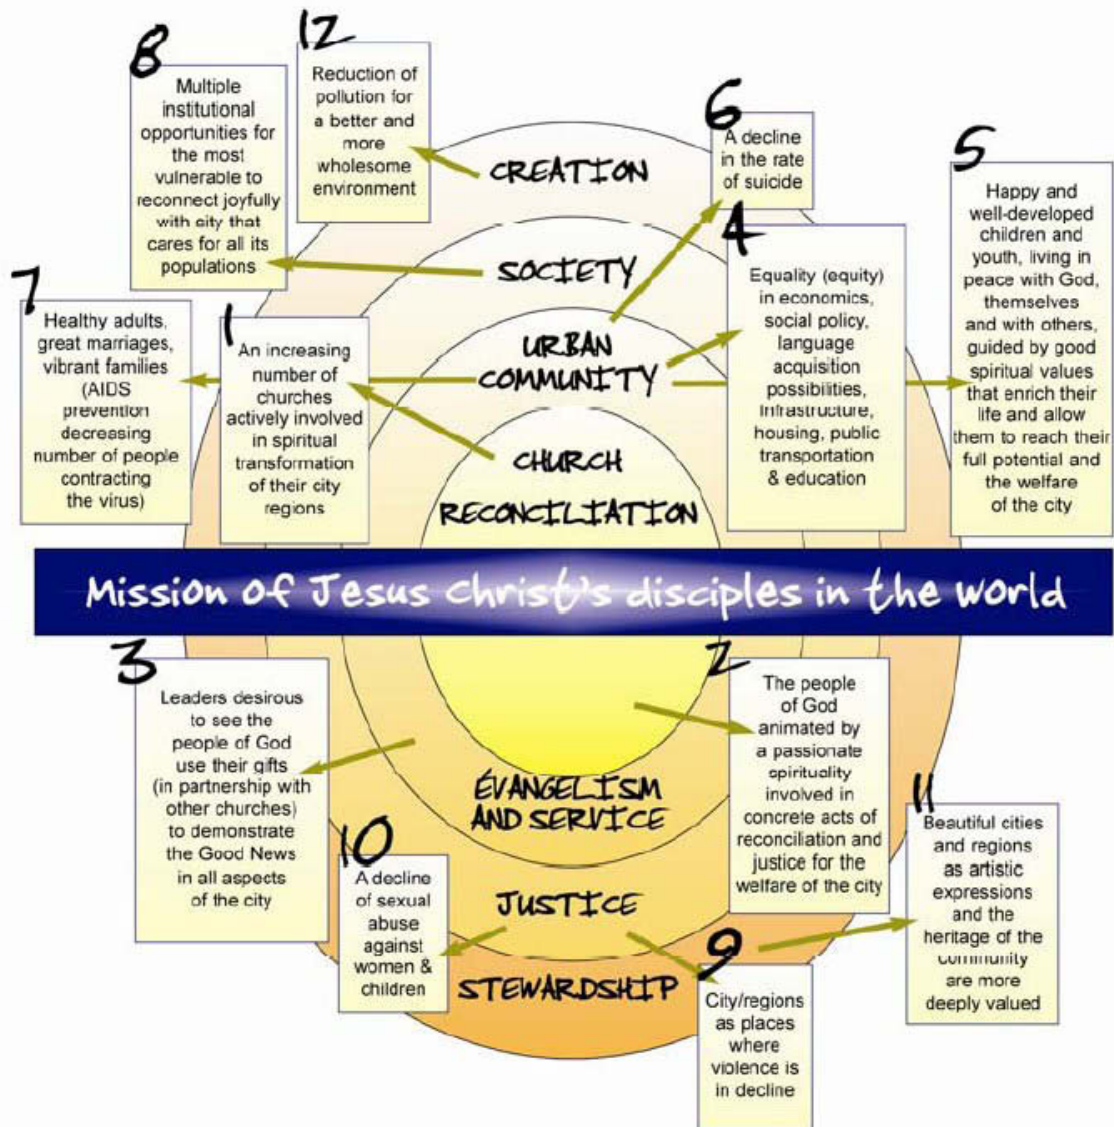 8
Multiple
institutional
opportunities for
the most
vulnerable to
reconnect joyfully
with city that
cares for all its
populations
12
Reduction of
pollution for
a better and
more
wholesome
environment
CREATION
6
A decline
in the rate
of suicide
5
Happy and
well-developed
children and
youth, living in
peace with God,
themselves
and with others,
guided by good
spiritual values
that enrich their
life and allow
them to reach their
full potential and
the welfare
of the city
SOCIETY
4
Equality (equity)
in economics,
social policy,
language
acquisition
possibilities,
infrastructure,
housing, public
transportation
& education
7
Healthy adults,
great marriages,
vibrant families
(AIDS
prevention
decreasing
number of people
contracting
the virus)
1
An increasing
number of
churches
actively involved
in spiritual
transformation
of their city
regions
URBAN
COMMUNITY
CHURCH
RECONCILIATION
Mission of Jesus Christ's disciples in the world
3
Leaders desirous
to see the
people of God
use their gifts
(in partnership with
other churches)
to demonstrate
the Good News
in all aspects
of the city
2
The people
of God
animated by
a passionate
spirituality
involved in
concrete acts of
reconciliation and
justice for the
welfare of the city
ÉVANGELISM
AND SERVICE
10
A decline
of sexual
abuse
against
women &
children
JUSTICE
11
Beautiful cities
and regions
as artistic
expressions
and the
heritage of the
community
are more
deeply valued
STEWARDSHIP
9
City/regions
as places
where
violence is
in decline